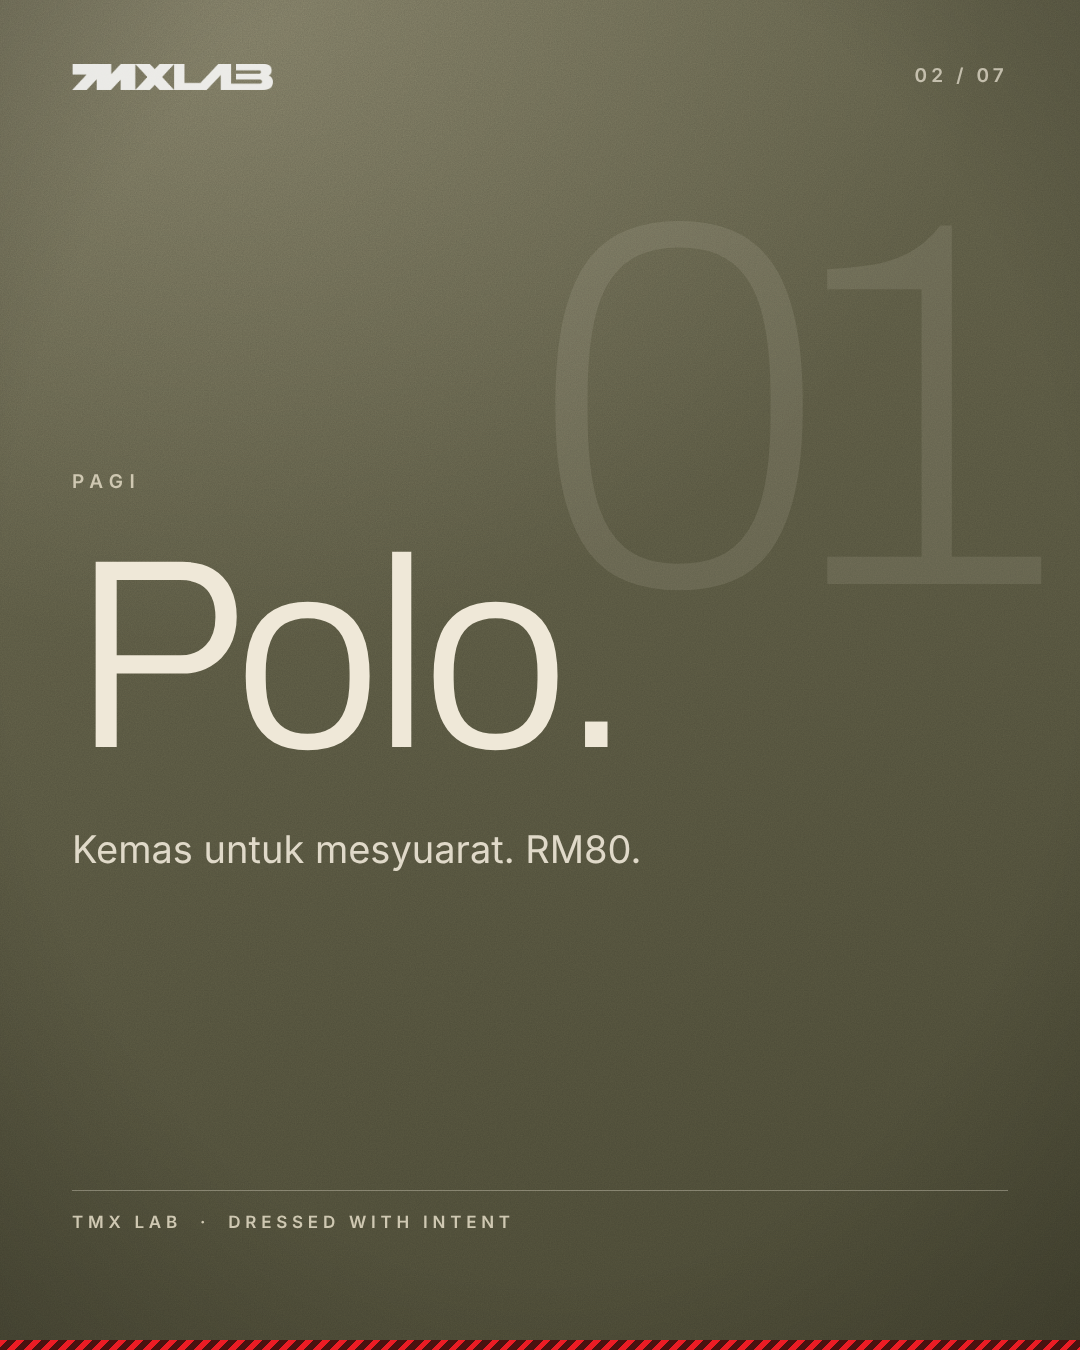 TMXLAB
02 / 07
01
PAGI
Polo.
Kemas untuk mesyuarat. RM80.
TMX LAB · DRESSED WITH INTENT